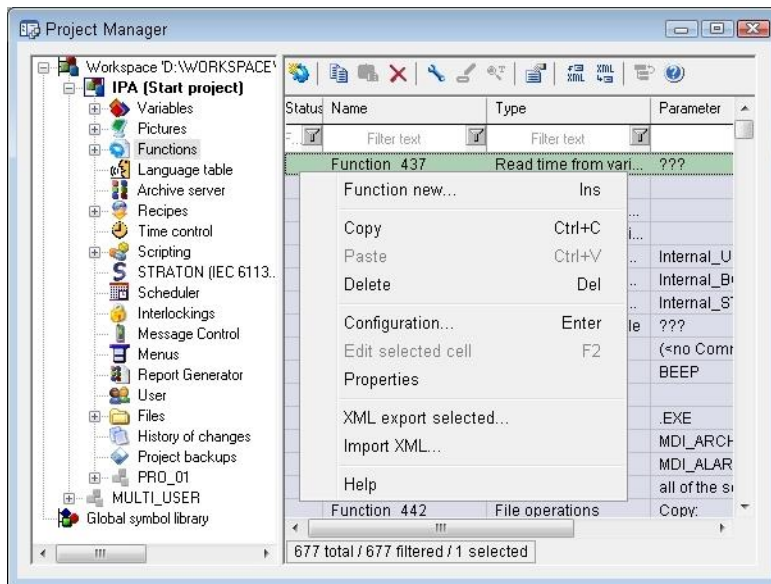 Project Manager
Workspace 'D:\WORKSPACE'
IPA (Start project)
Variables
Pictures
Functions
Language table
Archive server
Recipes
Time control
Scripting
STRATON (IEC 6113..
Scheduler
Interlockings
Message Control
Menus
Report Generator
User
Files
History of changes
Project backups
PRO_01
MULTI_USER
Global symbol library
XML XML
Status Name Type Parameter
F... Filter text Filter text
Function 437 Read time from vari... ???
Function new... Ins
Copy Ctrl+C
Paste Ctrl+V
Delete Del
Configuration... Enter
Edit selected cell F2
Properties
XML export selected...
Import XML...
Help
...
i...
.. Internal_U
.. Internal_B
.. Internal_S
le ???
(<no Comm
BEEP
.EXE
MDI_ARCH
MDI_ALAR
all of the s
Function 442 File operations Copy:
677 total / 677 filtered / 1 selected